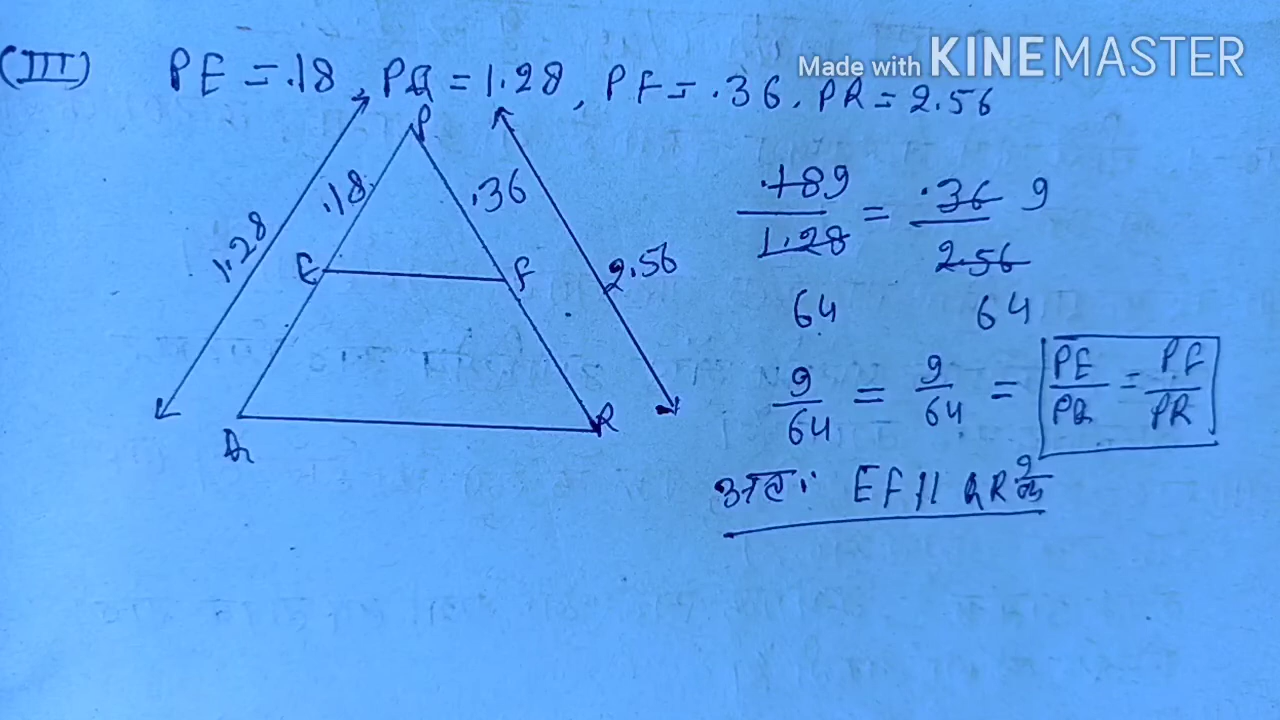 Made with KINEMASTER
(III) PE = .18, PQ = 1.28, PF = .36, PR = 2.56
P
.18
.36
1.28
2.56
E
F
Q
R
.18 9 / 1.28 = .36 9 / 2.56
64 64
9/64 = 9/64 = PE/PQ = PF/PR
अतः EF || QR है